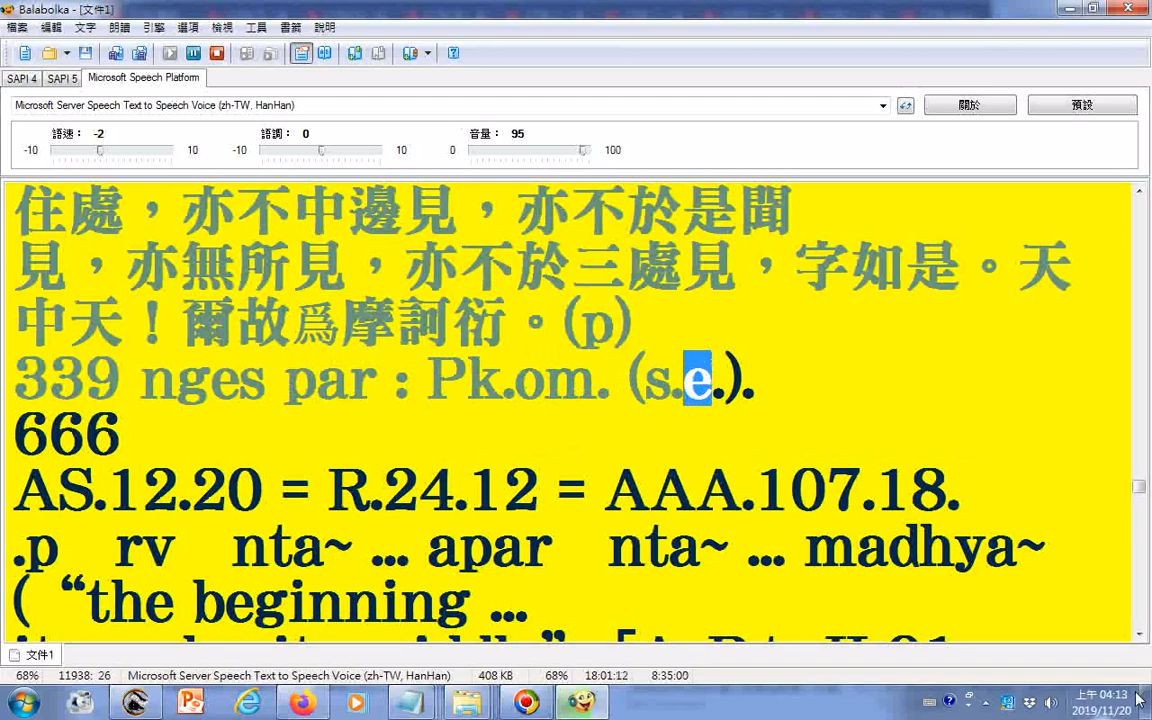 Balabolka - [文件1]
檔案 編輯 文字 朗讀 引擎 選項 檢視 工具 書籤 說明
SAPI 4 SAPI 5 Microsoft Speech Platform
Microsoft Server Speech Text to Speech Voice (zh-TW, HanHan) 關於 預設
語速： -2 語調： 0 音量： 95
-10 10 -10 10 0 100
住處，亦不中邊見，亦不於是聞
見，亦無所見，亦不於三處見，字如是。天
中天！爾故爲摩訶衍。(p)
339 nges par : Pk.om. (s.e.).
666
AS.12.20 = R.24.12 = AAA.107.18.
.p rv nta~ ... apar nta~ ... madhya~
( “the beginning ...
文件1
68% 11938: 26 Microsoft Server Speech Text to Speech Voice (zh-TW, HanHan) 408 KB 68% 18:01:12 8:35:00
上午 04:13
2019/11/20